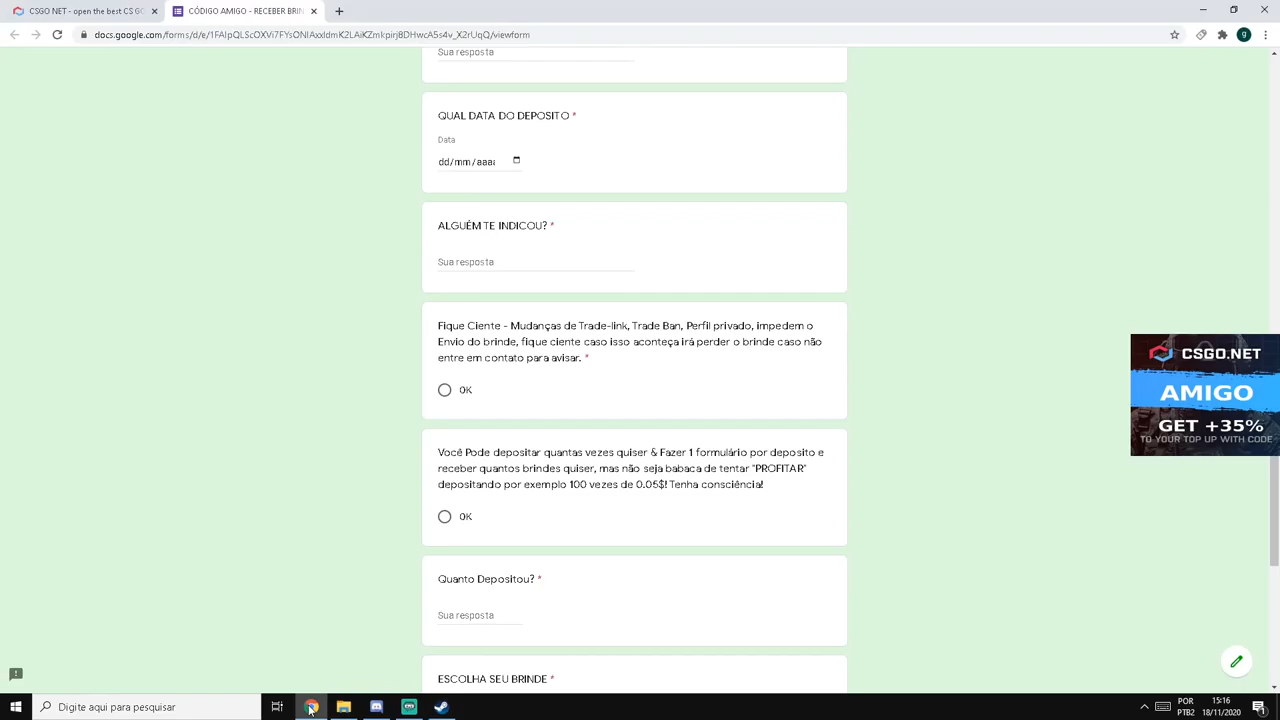 CSGO.NET - open the best CS GO
CÓDIGO AMIGO - RECEBER BRIN
docs.google.com/forms/d/e/1FAIpQLScOXVi7FYsONIAxxIdmK2LAiKZmkpirj8DHwcA5s4v_X2rUqQ/viewform
g
Sua resposta
QUAL DATA DO DEPOSITO *
Data
dd/mm/aaaa
ALGUÉM TE INDICOU? *
Sua resposta
Fique Ciente - Mudanças de Trade-link, Trade Ban, Perfil privado, impedem o
Envio do brinde, fique ciente caso isso aconteça irá perder o brinde caso não
entre em contato para avisar. *
OK
CSGO.NET
AMIGO
GET +35%
TO YOUR TOP UP WITH CODE
Você Pode depositar quantas vezes quiser & Fazer 1 formulário por deposito e
receber quantos brindes quiser, mas não seja babaca de tentar "PROFITAR"
depositando por exemplo 100 vezes de 0.05$! Tenha consciência!
OK
Quanto Depositou? *
Sua resposta
ESCOLHA SEU BRINDE *
Digite aqui para pesquisar
POR
PTB2
15:16
18/11/2020
1